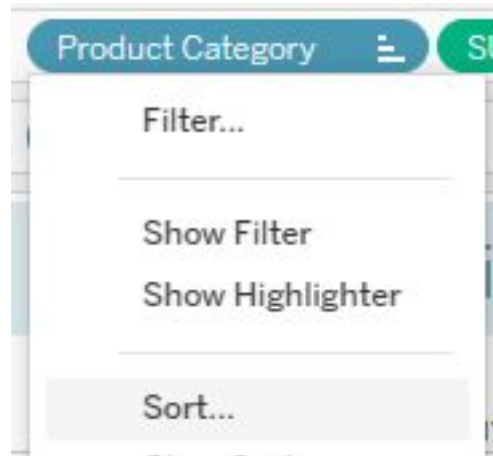 Product Category
Filter...
Show Filter
Show Highlighter
Sort...